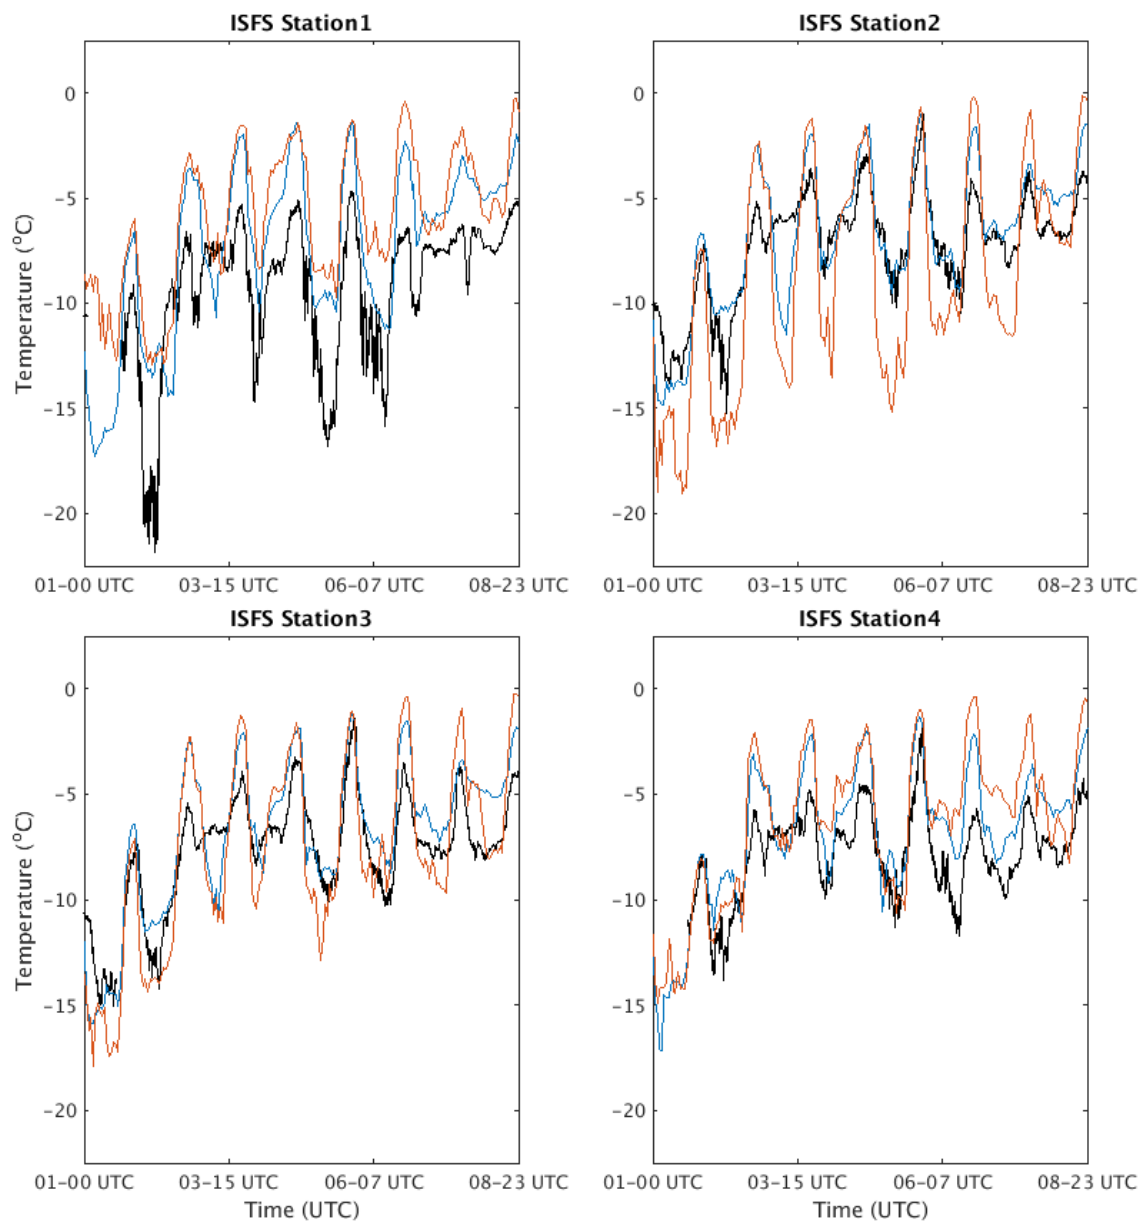 ISFS Station1
ISFS Station2
0
−5
−10
−15
−20
Temperature (°C)
01−00 UTC
03−15 UTC
06−07 UTC
08−23 UTC
0
−5
−10
−15
−20
Temperature (°C)
01−00 UTC
03−15 UTC
06−07 UTC
08−23 UTC
ISFS Station3
ISFS Station4
0
−5
−10
−15
−20
Temperature (°C)
01−00 UTC
03−15 UTC
06−07 UTC
08−23 UTC
Time (UTC)
0
−5
−10
−15
−20
Temperature (°C)
01−00 UTC
03−15 UTC
06−07 UTC
08−23 UTC
Time (UTC)